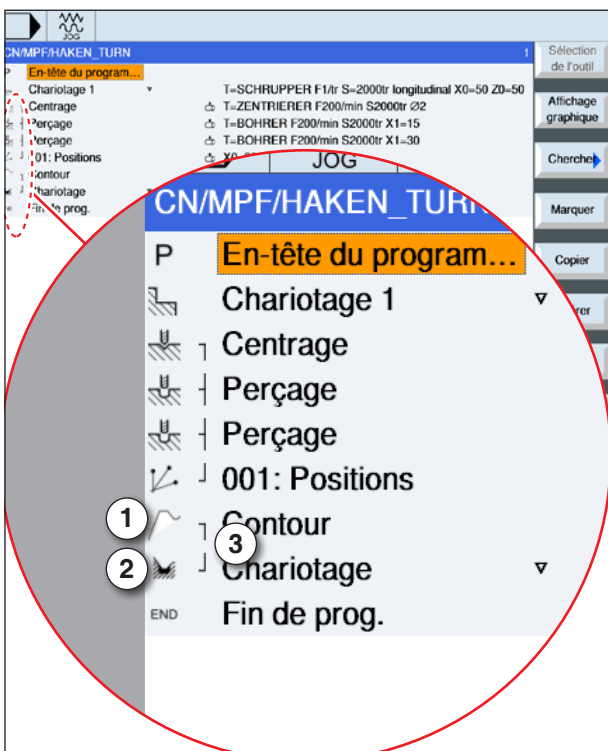 JOG
CN/MPF/HAKEN_TURN 1
P En-tête du program...
Chariotage 1 T=SCHRUPPER F1/tr S=2000tr longitudinal X0=50 Z0=50
Centrage T=ZENTRIERER F200/min S2000tr Ø2
Perçage T=BOHRER F200/min S2000tr X1=15
Perçage T=BOHRER F200/min S2000tr X1=30
001: Positions
Contour
Chariotage
Fin de prog.
Sélection de l'outil
Affichage graphique
Chercher
Marquer
Copier
JOG
CN/MPF/HAKEN_TURN
P En-tête du program...
Chariotage 1
Centrage
Perçage
Perçage
001: Positions
1 Contour
3
2 Chariotage
END Fin de prog.